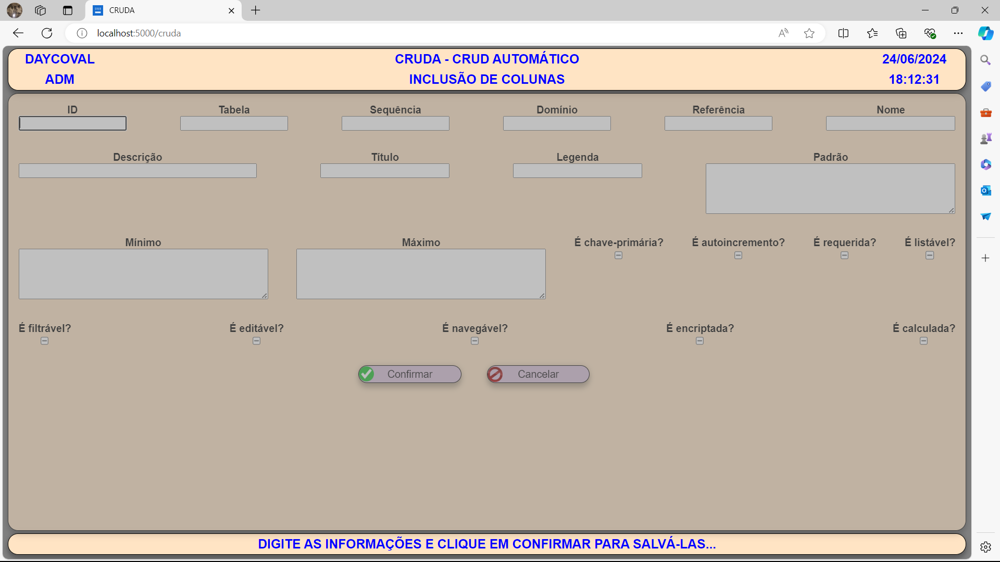 CRUDA
localhost:5000/cruda
DAYCOVAL CRUDA - CRUD AUTOMÁTICO 24/06/2024
ADM INCLUSÃO DE COLUNAS 18:12:31
ID Tabela Sequência Domínio Referência Nome
Descrição Título Legenda Padrão
Mínimo Máximo É chave-primária? É autoincremento? É requerida? É listável?
É filtrável? É editável? É navegável? É encriptada? É calculada?
Confirmar Cancelar
DIGITE AS INFORMAÇÕES E CLIQUE EM CONFIRMAR PARA SALVÁ-LAS...